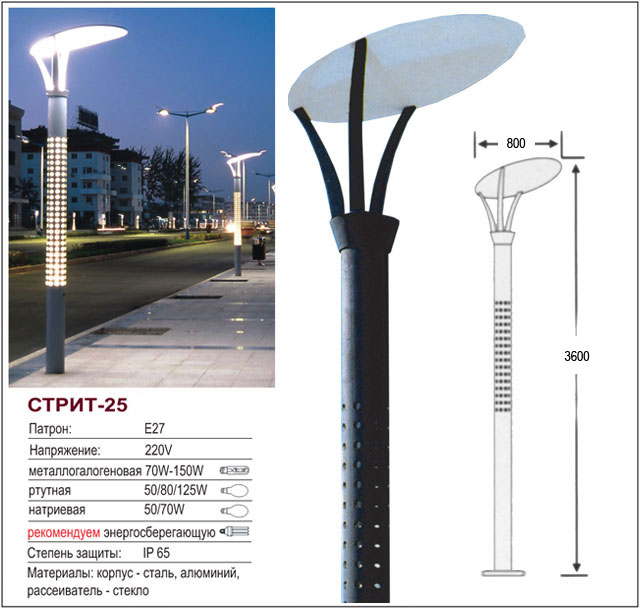 800
3600
СТРИТ-25
Патрон: E27
Напряжение: 220V
металлогалогеновая 70W-150W
ртутная 50/80/125W
натриевая 50/70W
рекомендуем энергосберегающую
Степень защиты: IP 65
Материалы: корпус - сталь, алюминий,
рассеиватель - стекло